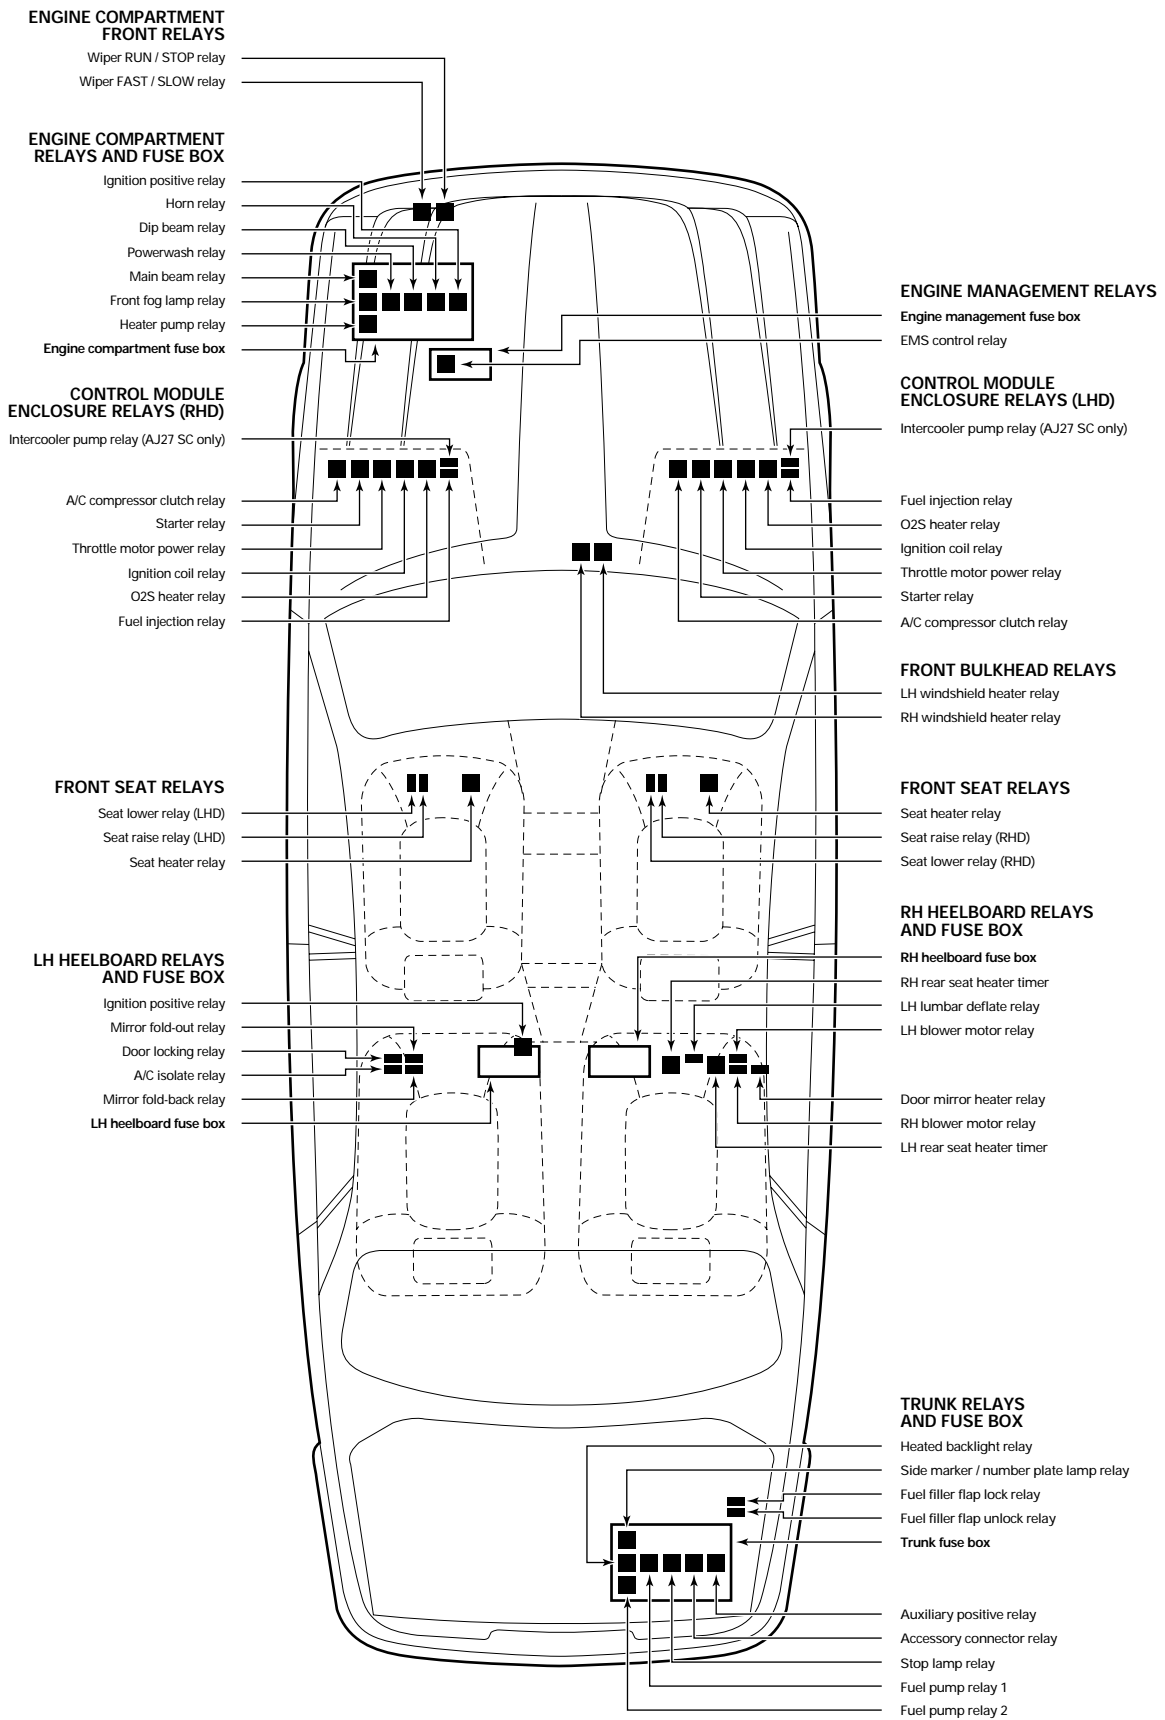 ENGINE COMPARTMENT
FRONT RELAYS
Wiper RUN / STOP relay
Wiper FAST / SLOW relay
ENGINE COMPARTMENT
RELAYS AND FUSE BOX
Ignition positive relay
Horn relay
Dip beam relay
Powerwash relay
Main beam relay
Front fog lamp relay
Heater pump relay
Engine compartment fuse box
CONTROL MODULE
ENCLOSURE RELAYS (RHD)
Intercooler pump relay (AJ27 SC only)
A/C compressor clutch relay
Starter relay
Throttle motor power relay
Ignition coil relay
O2S heater relay
Fuel injection relay
FRONT SEAT RELAYS
Seat lower relay (LHD)
Seat raise relay (LHD)
Seat heater relay
LH HEELBOARD RELAYS
AND FUSE BOX
Ignition positive relay
Mirror fold-out relay
Door locking relay
A/C isolate relay
Mirror fold-back relay
LH heelboard fuse box
ENGINE MANAGEMENT RELAYS
Engine management fuse box
EMS control relay
CONTROL MODULE
ENCLOSURE RELAYS (LHD)
Intercooler pump relay (AJ27 SC only)
Fuel injection relay
O2S heater relay
Ignition coil relay
Throttle motor power relay
Starter relay
A/C compressor clutch relay
FRONT BULKHEAD RELAYS
LH windshield heater relay
RH windshield heater relay
FRONT SEAT RELAYS
Seat heater relay
Seat raise relay (RHD)
Seat lower relay (RHD)
RH HEELBOARD RELAYS
AND FUSE BOX
RH heelboard fuse box
RH rear seat heater timer
LH lumbar deflate relay
LH blower motor relay
Door mirror heater relay
RH blower motor relay
LH rear seat heater timer
TRUNK RELAYS
AND FUSE BOX
Heated backlight relay
Side marker / number plate lamp relay
Fuel filler flap lock relay
Fuel filler flap unlock relay
Trunk fuse box
Auxiliary positive relay
Accessory connector relay
Stop lamp relay
Fuel pump relay 1
Fuel pump relay 2